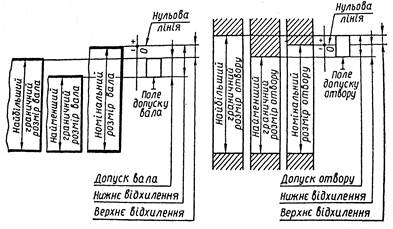 Нульова
лінія
+
0
-
Найбільший
граничний
розмір вала
Найменший
граничний
розмір вала
Номінальний
розмір вала
Поле
допуску
вала
Допуск вала
Нижнє відхилення
Верхнє відхилення
Нульова
лінія
+
0
-
Найбільший
граничний
розмір отвору
Найменший
граничний
розмір отвору
Номінальний
розмір отвору
Поле
допуску
отвору
Допуск отвору
Нижнє відхилення
Верхнє відхилення